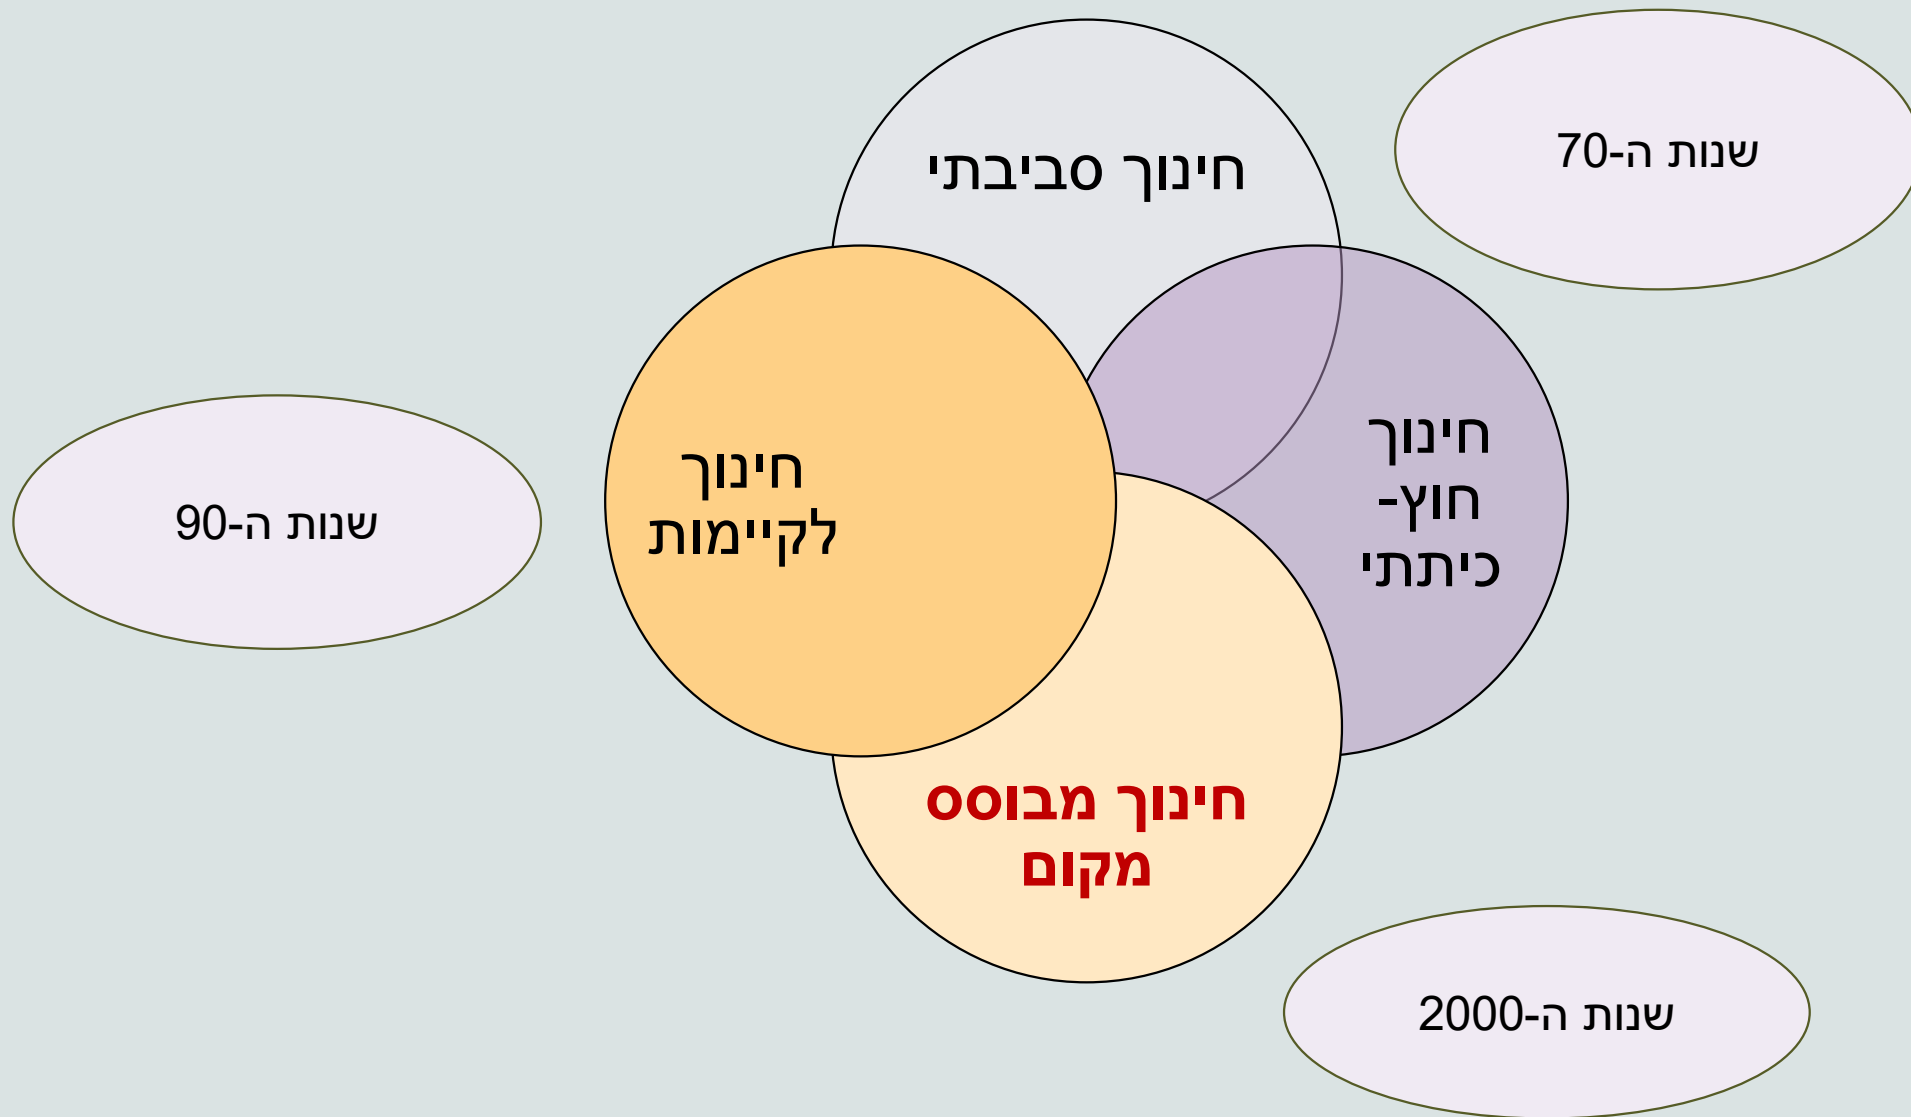 חינוך סביבתי
שנות ה-70
חינוך
חוץ-
כיתתי
חינוך
לקיימות
שנות ה-90
חינוך מבוסס
מקום
שנות ה-2000